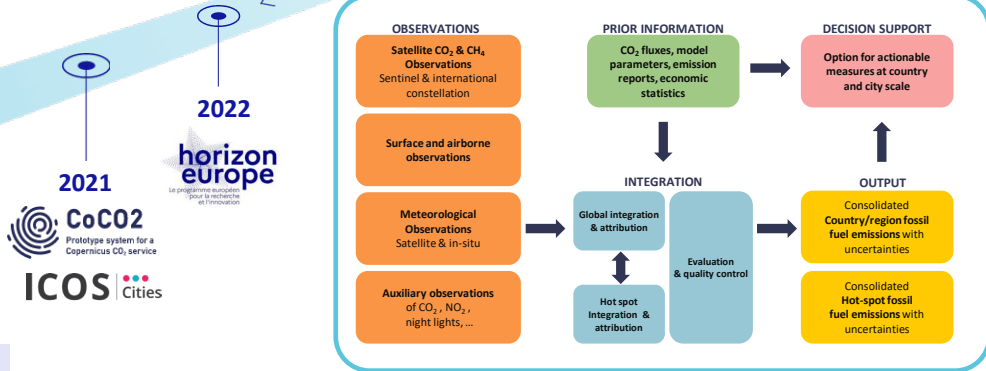 2022
horizon
europe
Le programme européen
pour la recherche
et l'innovation
2021
CoCO2
Prototype system for a
Copernicus CO₂ service
ICOS Cities
OBSERVATIONS
Satellite CO₂ & CH₄
Observations
Sentinel & international
constellation
Surface and airborne
observations
Meteorological
Observations
Satellite & in-situ
Auxiliary observations
of CO₂ , NO₂ ,
night lights, …
PRIOR INFORMATION
CO₂ fluxes, model
parameters, emission
reports, economic
statistics
INTEGRATION
Global integration
& attribution
Hot spot
Integration &
attribution
Evaluation
& quality control
DECISION SUPPORT
Option for actionable
measures at country
and city scale
OUTPUT
Consolidated
Country/region fossil
fuel emissions with
uncertainties
Consolidated
Hot-spot fossil
fuel emissions with
uncertainties